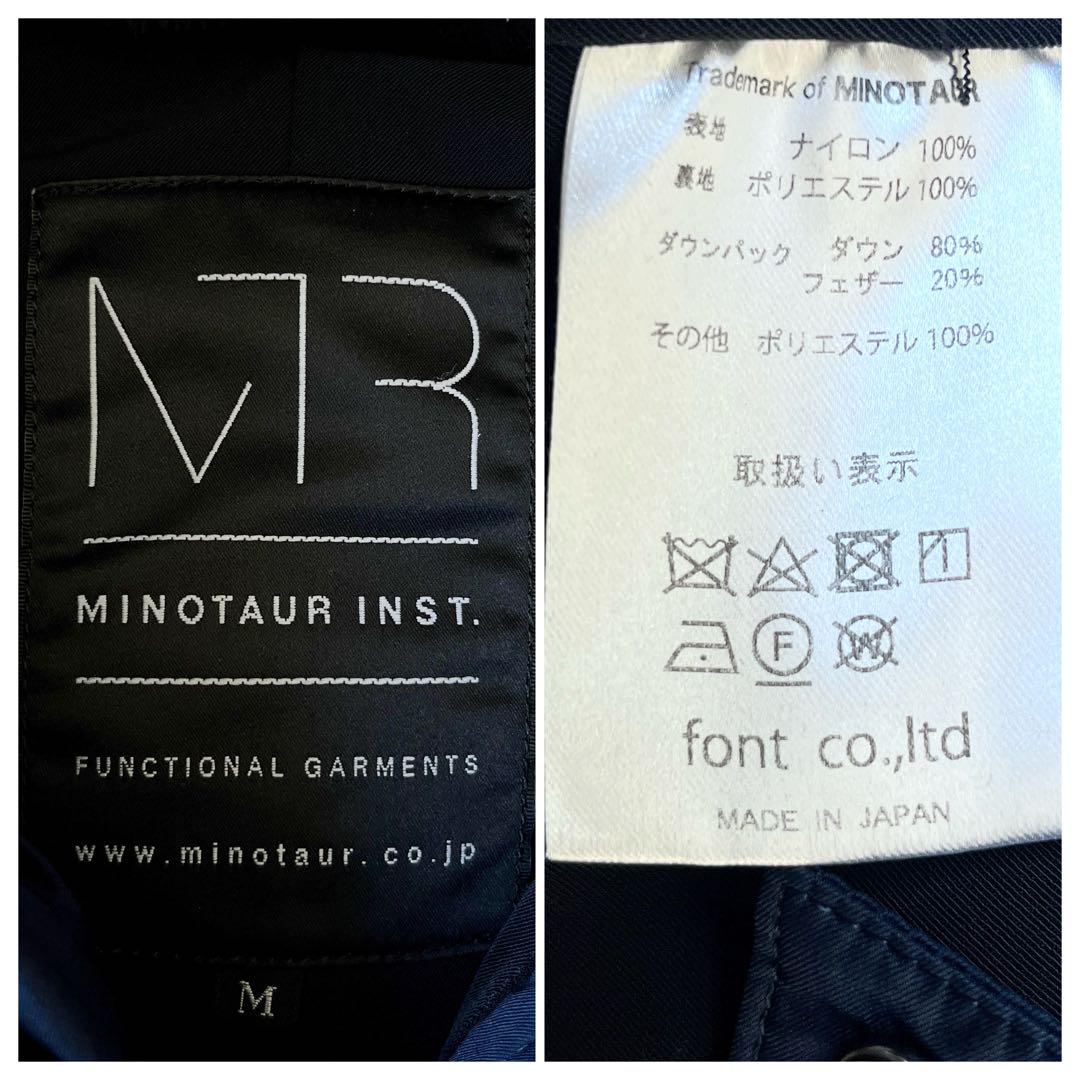 MR
MINOTAUR INST.
FUNCTIONAL GARMENTS
www.minotaur.co.jp
M
Trademark of MINOTAUR
表地 ナイロン 100%
裏地 ポリエステル 100%
ダウンパック ダウン 80%
フェザー 20%
その他 ポリエステル 100%
取扱い表示
F W
font co.,ltd
MADE IN JAPAN